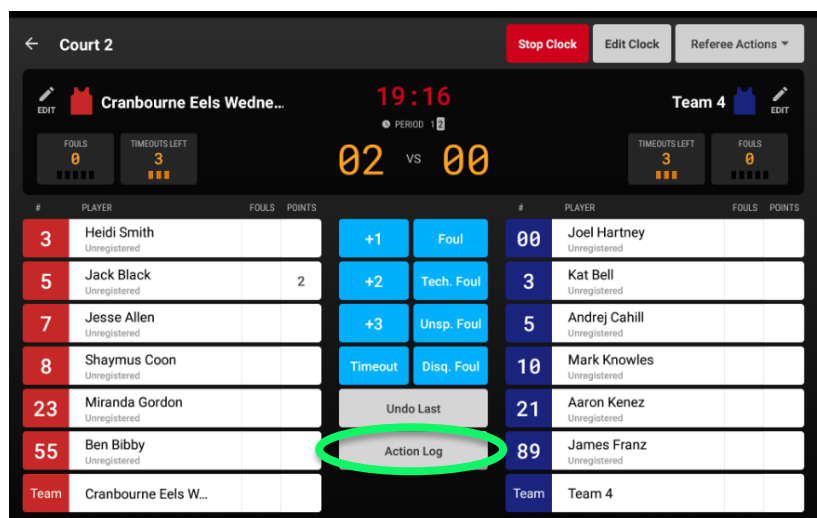 ← Court 2
Stop Clock Edit Clock Referee Actions
EDIT Cranbourne Eels Wedne... 19:16 Team 4 EDIT
PERIOD 1 2
FOULS 0 TIMEOUTS LEFT 3 02 VS 00 TIMEOUTS LEFT 3 FOULS 0
# PLAYER FOULS POINTS # PLAYER FOULS POINTS
3 Heidi Smith +1 Foul 00 Joel Hartney
Unregistered Unregistered
5 Jack Black 2 +2 Tech. Foul 3 Kat Bell
Unregistered Unregistered
7 Jesse Allen +3 Unsp. Foul 5 Andrej Cahill
Unregistered Unregistered
8 Shaymus Coon Timeout Disq. Foul 10 Mark Knowles
Unregistered Unregistered
23 Miranda Gordon Undo Last 21 Aaron Kenez
Unregistered Unregistered
55 Ben Bibby Action Log 89 James Franz
Unregistered Unregistered
Team Cranbourne Eels W... Team Team 4